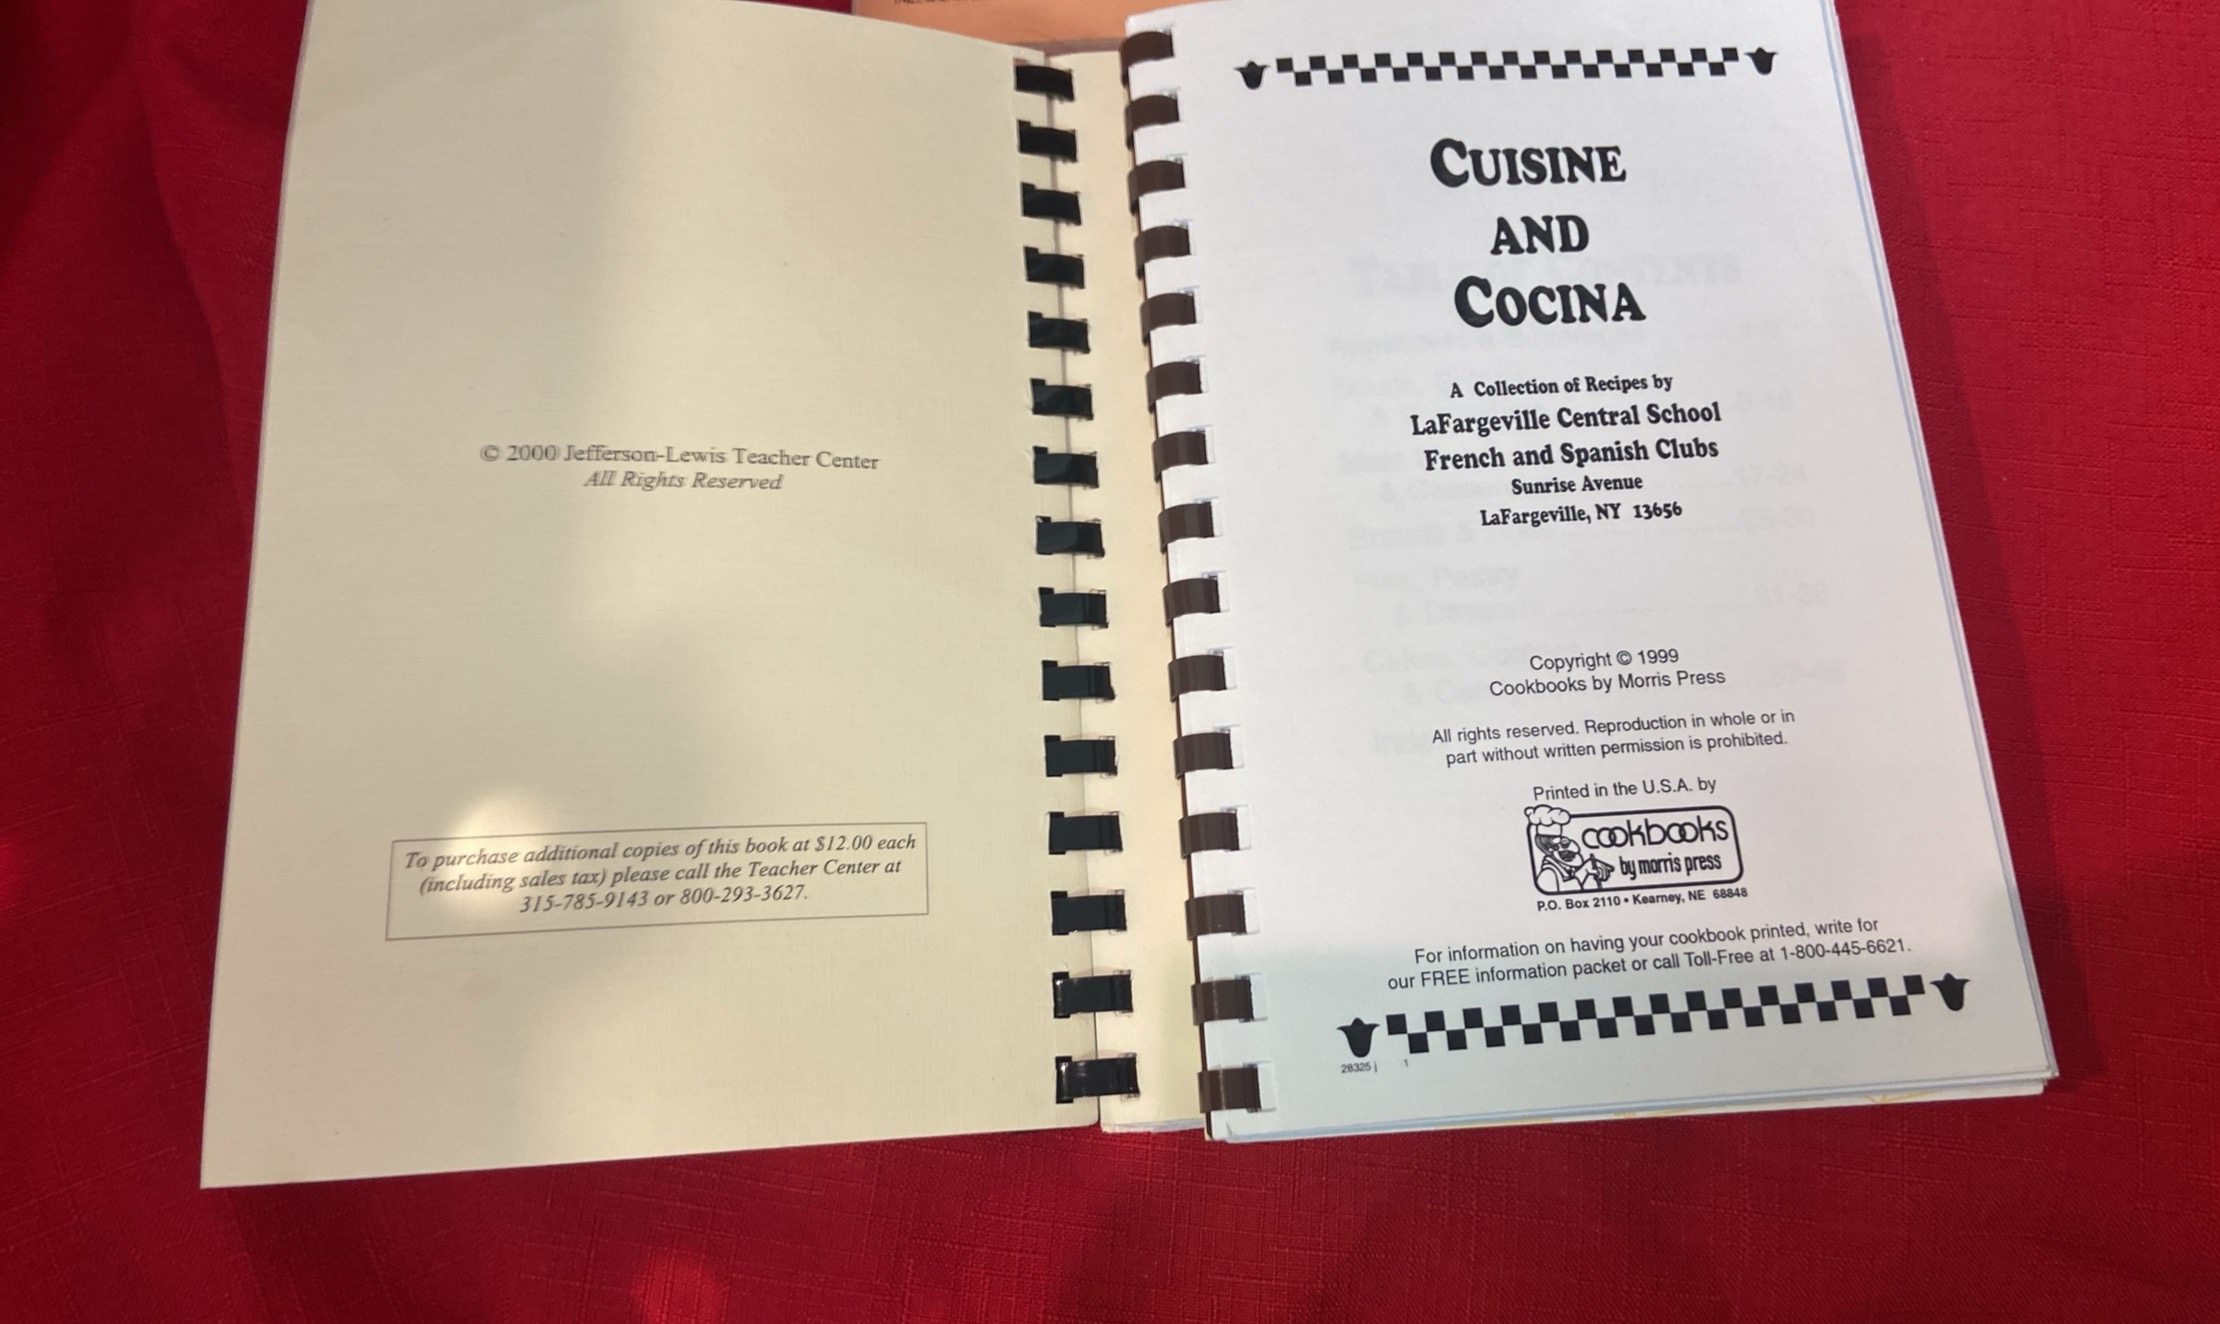 © 2000 Jefferson-Lewis Teacher Center
All Rights Reserved
To purchase additional copies of this book at $12.00 each
(including sales tax) please call the Teacher Center at
315-785-9143 or 800-293-3627.
CUISINE
AND
COCINA
A Collection of Recipes by
LaFargeville Central School
French and Spanish Clubs
Sunrise Avenue
LaFargeville, NY 13656
Copyright © 1999
Cookbooks by Morris Press
All rights reserved. Reproduction in whole or in
part without written permission is prohibited.
Printed in the U.S.A. by
cookbooks
by morris press
P.O. Box 2110 • Kearney, NE 68848
For information on having your cookbook printed, write for
our FREE information packet or call Toll-Free at 1-800-445-6621.
28325 j 1